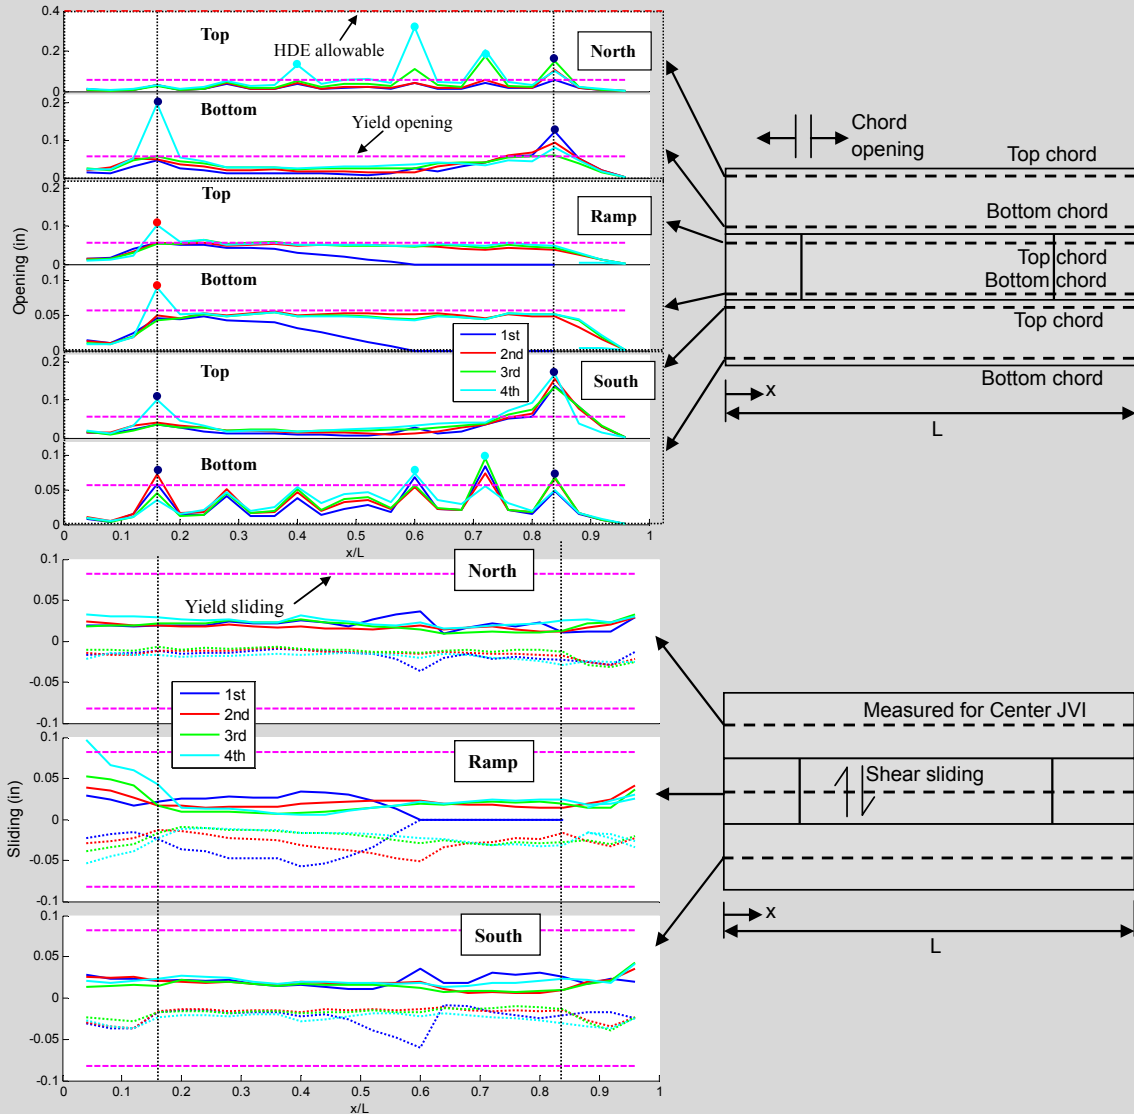 0.4
Top
HDE allowable
North
0.2
0
0.2
Bottom
Yield opening
0.1
0
0.2
Top
Ramp
0.1
0
0.1
Bottom
0.05
0
1st
2nd
3rd
4th
0.2
Top
South
0.1
0
0.1
Bottom
0.05
0
0 0.1 0.2 0.3 0.4 0.5 0.6 0.7 0.8 0.9 1
x/L
Opening (in)
Chord
opening
Top chord
Bottom chord
Top chord
Bottom chord
Top chord
Bottom chord
x
L
0.1
North
Yield sliding
0.05
0
-0.05
-0.1
1st
2nd
3rd
4th
0.1
Ramp
0.05
0
-0.05
-0.1
0.1
South
0.05
0
-0.05
-0.1
0 0.1 0.2 0.3 0.4 0.5 0.6 0.7 0.8 0.9 1
x/L
Sliding (in)
Measured for Center JVI
Shear sliding
x
L